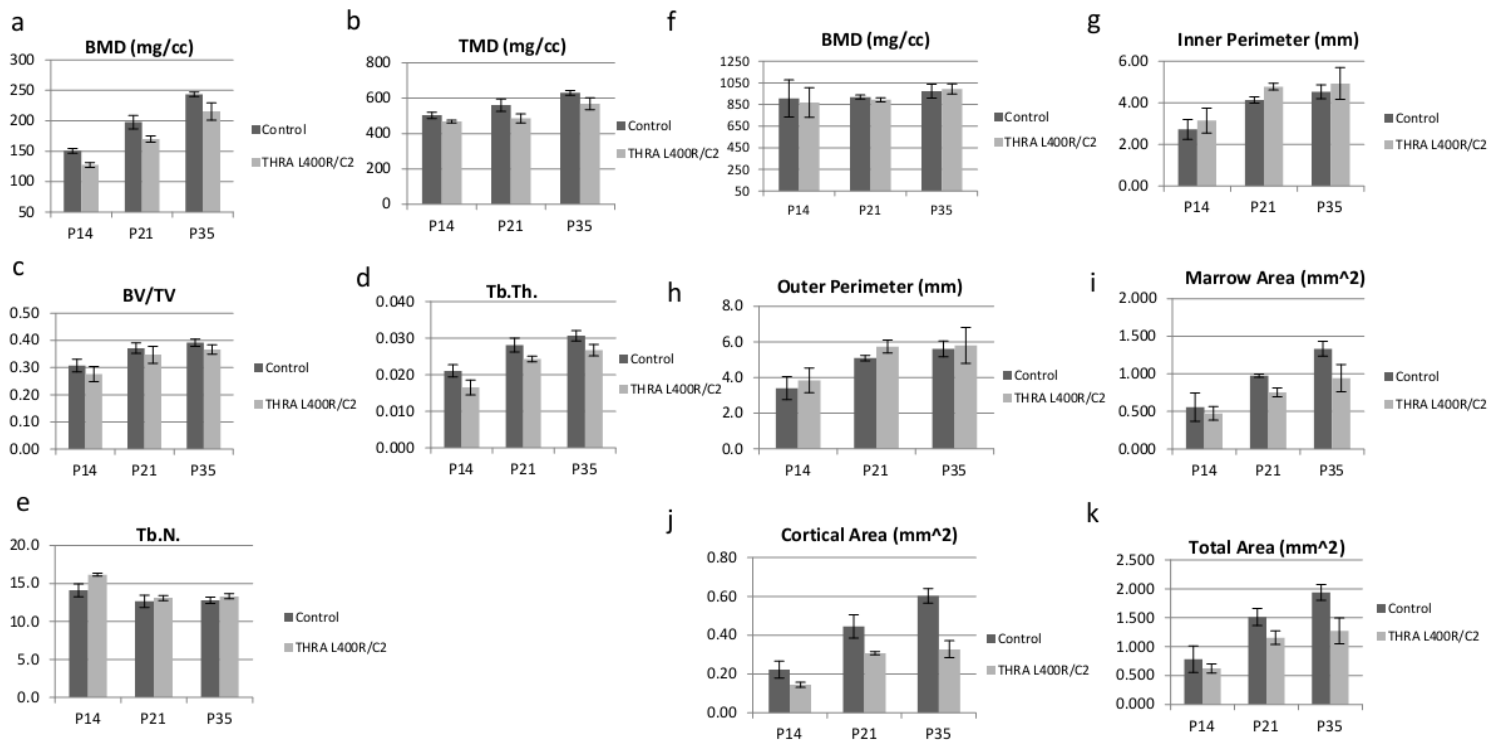 a
BMD (mg/cc)
300
250
200
150
100
50
P14 P21 P35
Control
THRA L400R/C2
b
TMD (mg/cc)
800
600
400
200
0
P14 P21 P35
Control
THRA L400R/C2
f
BMD (mg/cc)
1250
1050
850
650
450
250
50
P14 P21 P35
Control
THRA L400R/C2
g
Inner Perimeter (mm)
6.00
4.00
2.00
0.00
P14 P21 P35
Control
THRA L400R/C2
c
BV/TV
0.50
0.40
0.30
0.20
0.10
0.00
P14 P21 P35
Control
THRA L400R/C2
d
Tb.Th.
0.040
0.030
0.020
0.010
0.000
P14 P21 P35
Control
THRA L400R/C2
h
Outer Perimeter (mm)
8.0
6.0
4.0
2.0
0.0
P14 P21 P35
Control
THRA L400R/C2
i
Marrow Area (mm^2)
2.000
1.500
1.000
0.500
0.000
P14 P21 P35
Control
THRA L400R/C2
e
Tb.N.
20.0
15.0
10.0
5.0
0.0
P14 P21 P35
Control
THRA L400R/C2
j
Cortical Area (mm^2)
0.80
0.60
0.40
0.20
0.00
P14 P21 P35
Control
THRA L400R/C2
k
Total Area (mm^2)
2.500
2.000
1.500
1.000
0.500
0.000
P14 P21 P35
Control
THRA L400R/C2